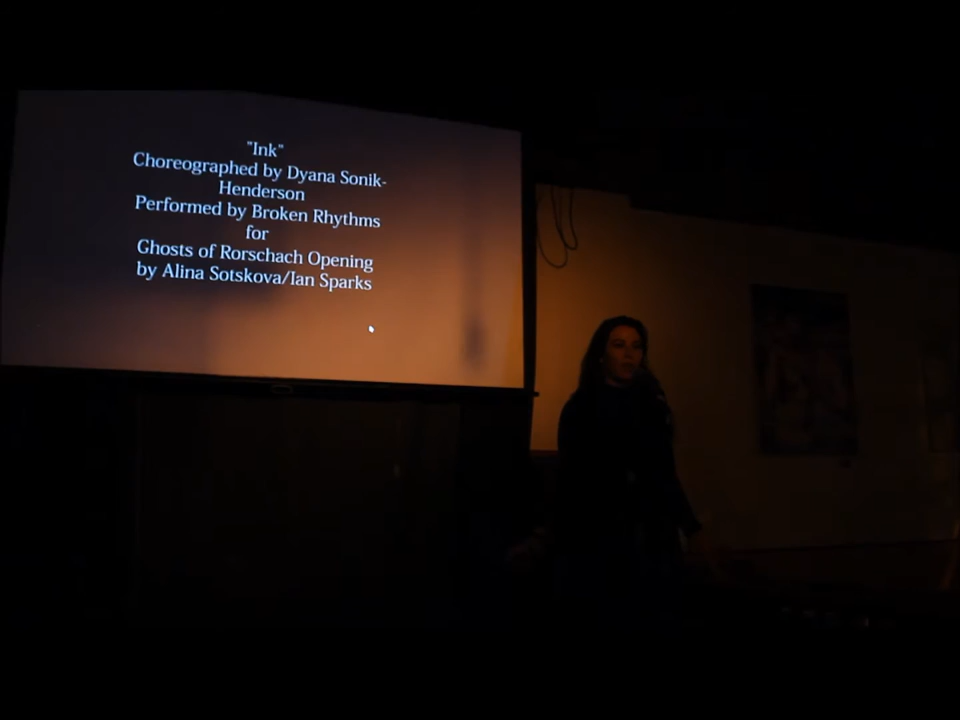 "Ink"
Choreographed by Dyana Sonik-
Henderson
Performed by Broken Rhythms
for
Ghosts of Rorschach Opening
by Alina Sotskova/Ian Sparks